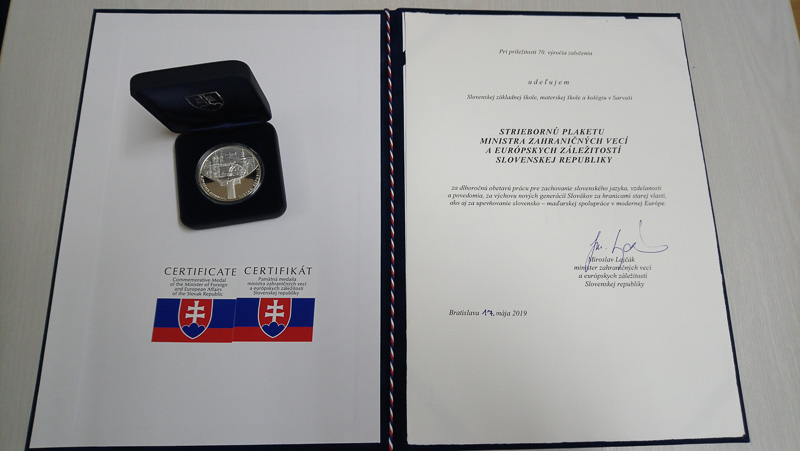 CERTIFICATE
Commemorative Medal
of the Minister of Foreign
and European Affairs
of the Slovak Republic
CERTIFIKÁT
Pamätná medaila
ministra zahraničných vecí
a európskych záležitostí
Slovenskej republiky
Pri príležitosti 70. výročia založenia
udeľujem
Slovenskej základnej škole, materskej škole a kolégiu v Sarvaši
STRIEBORNÚ PLAKETU
MINISTRA ZAHRANIČNÝCH VECÍ
A EURÓPSKYCH ZÁLEŽITOSTÍ
SLOVENSKEJ REPUBLIKY
za dlhoročnú obetavú prácu pre zachovanie slovenského jazyka, vzdelanosti
a povedomia, za výchovu nových generácií Slovákov za hranicami starej vlasti,
ako aj za upevňovanie slovensko – maďarskej spolupráce v modernej Európe.
Miroslav Lajčák
minister zahraničných vecí
a európskych záležitostí
Slovenskej republiky
Bratislava 17. mája 2019